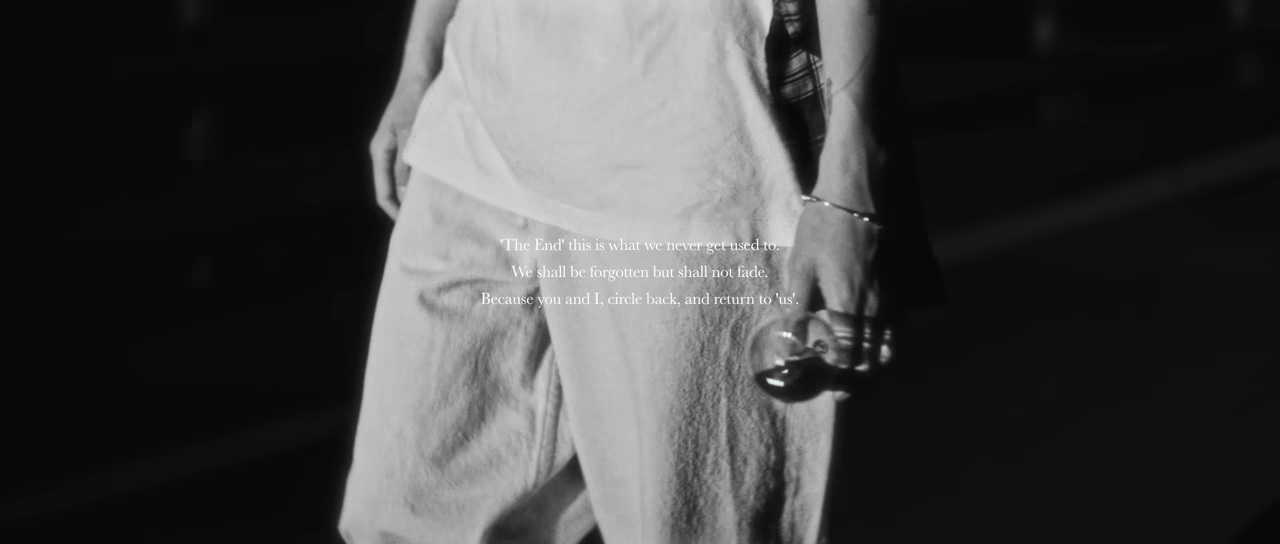 'The End' this is what we never get used to.
We shall be forgotten but shall not fade.
Because you and I, circle back, and return to 'us'.